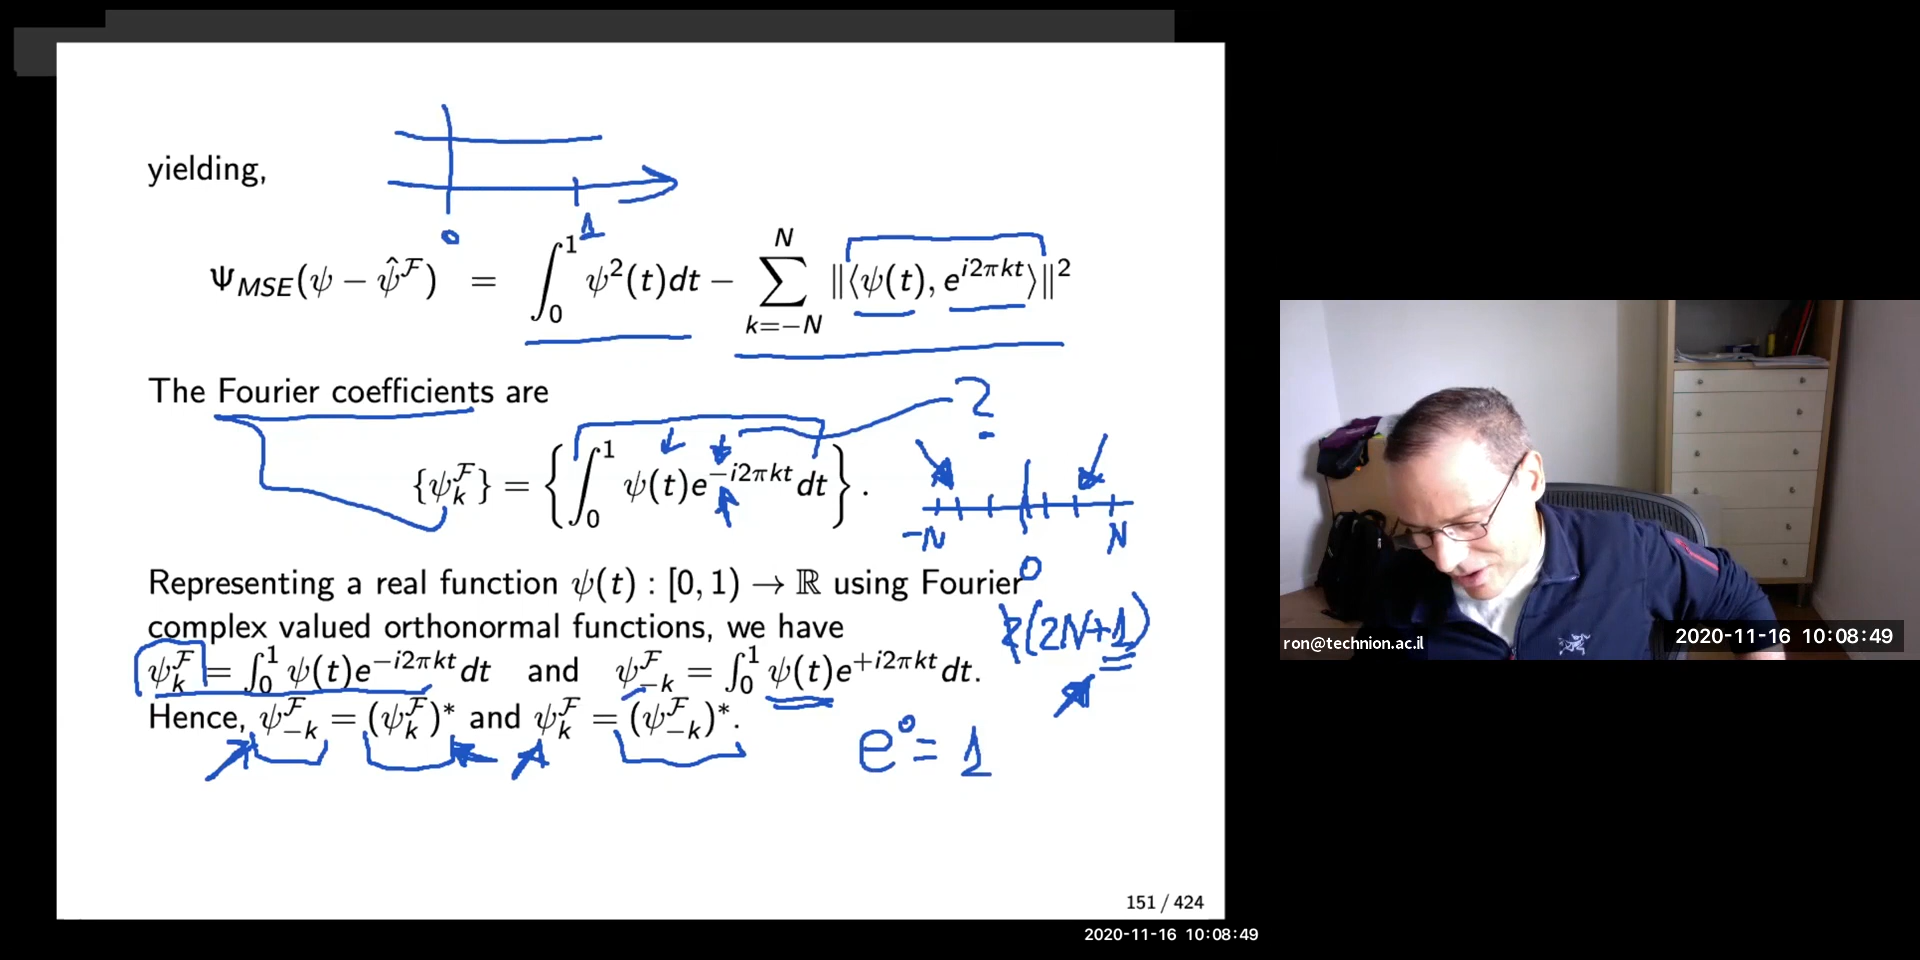 yielding,
0 1
Ψ_MSE(ψ − ψ̂^F) = ∫_0^1 ψ²(t)dt − ∑_{k=−N}^{N} ‖⟨ψ(t), e^{i2πkt}⟩‖²
The Fourier coefficients are
?
{ψ_k^F} = {∫_0^1 ψ(t)e^{−i2πkt}dt}.
-N 0 N
Representing a real function ψ(t) : [0, 1) → ℝ using Fourier
complex valued orthonormal functions, we have
(2N+1)
ψ_k^F = ∫_0^1 ψ(t)e^{−i2πkt}dt and ψ_{−k}^F = ∫_0^1 ψ(t)e^{+i2πkt}dt.
Hence, ψ_{−k}^F = (ψ_k^F)* and ψ_k^F = (ψ_{−k}^F)*.
e^0 = 1
151 / 424
2020-11-16 10:08:49
ron@technion.ac.il
2020-11-16 10:08:49